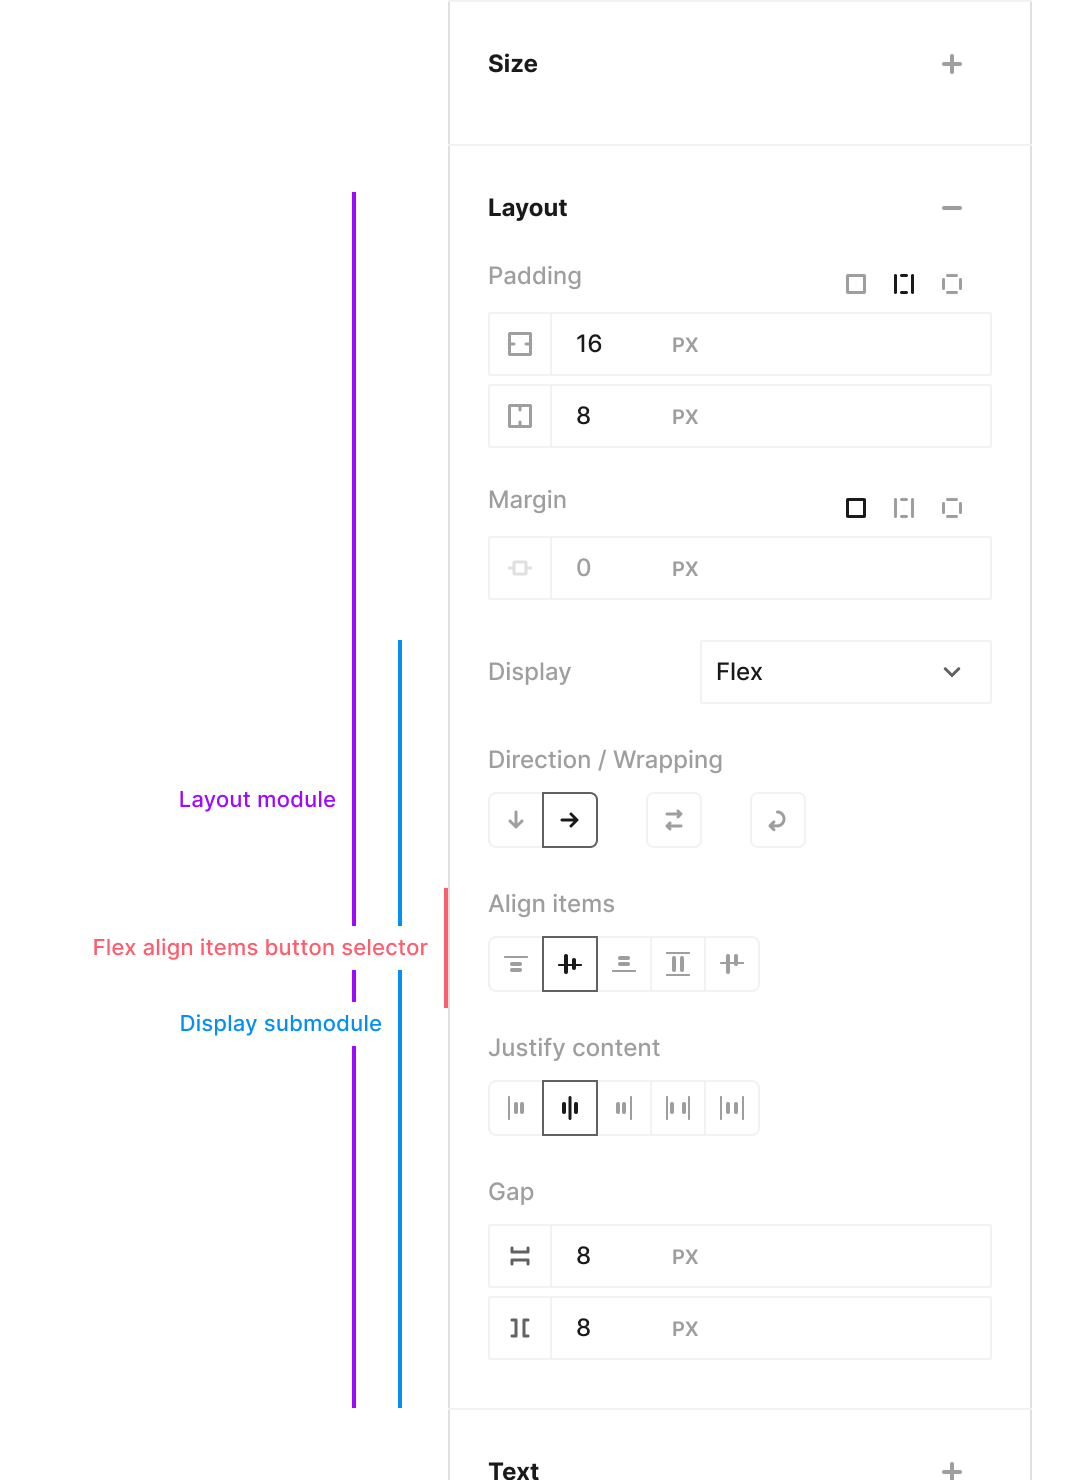 Size
Layout
Padding
16 PX
8 PX
Margin
0 PX
Display Flex
Direction / Wrapping
Layout module
Align items
Flex align items button selector
Display submodule
Justify content
Gap
8 PX
8 PX
Text